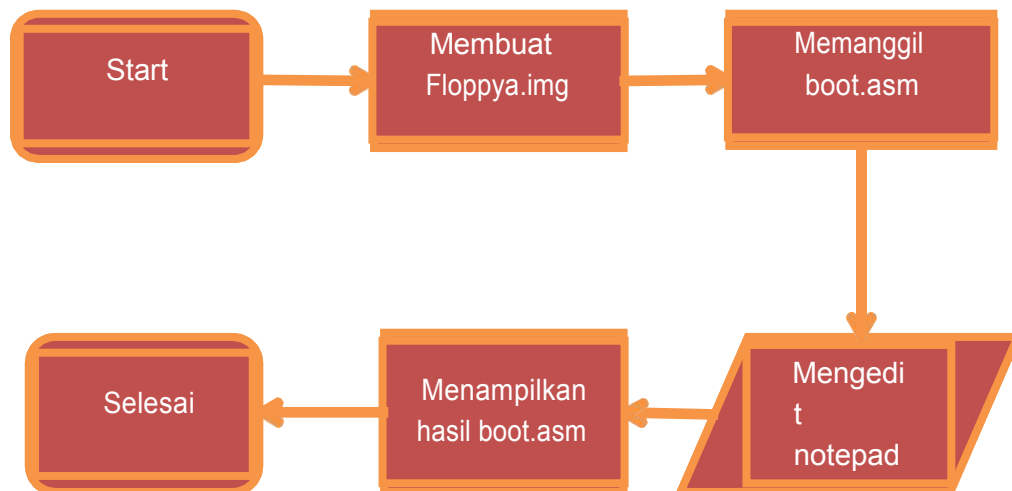 Start
Membuat
Floppya.img
Memanggil
boot.asm
Mengedi
t
notepad
Menampilkan
hasil boot.asm
Selesai